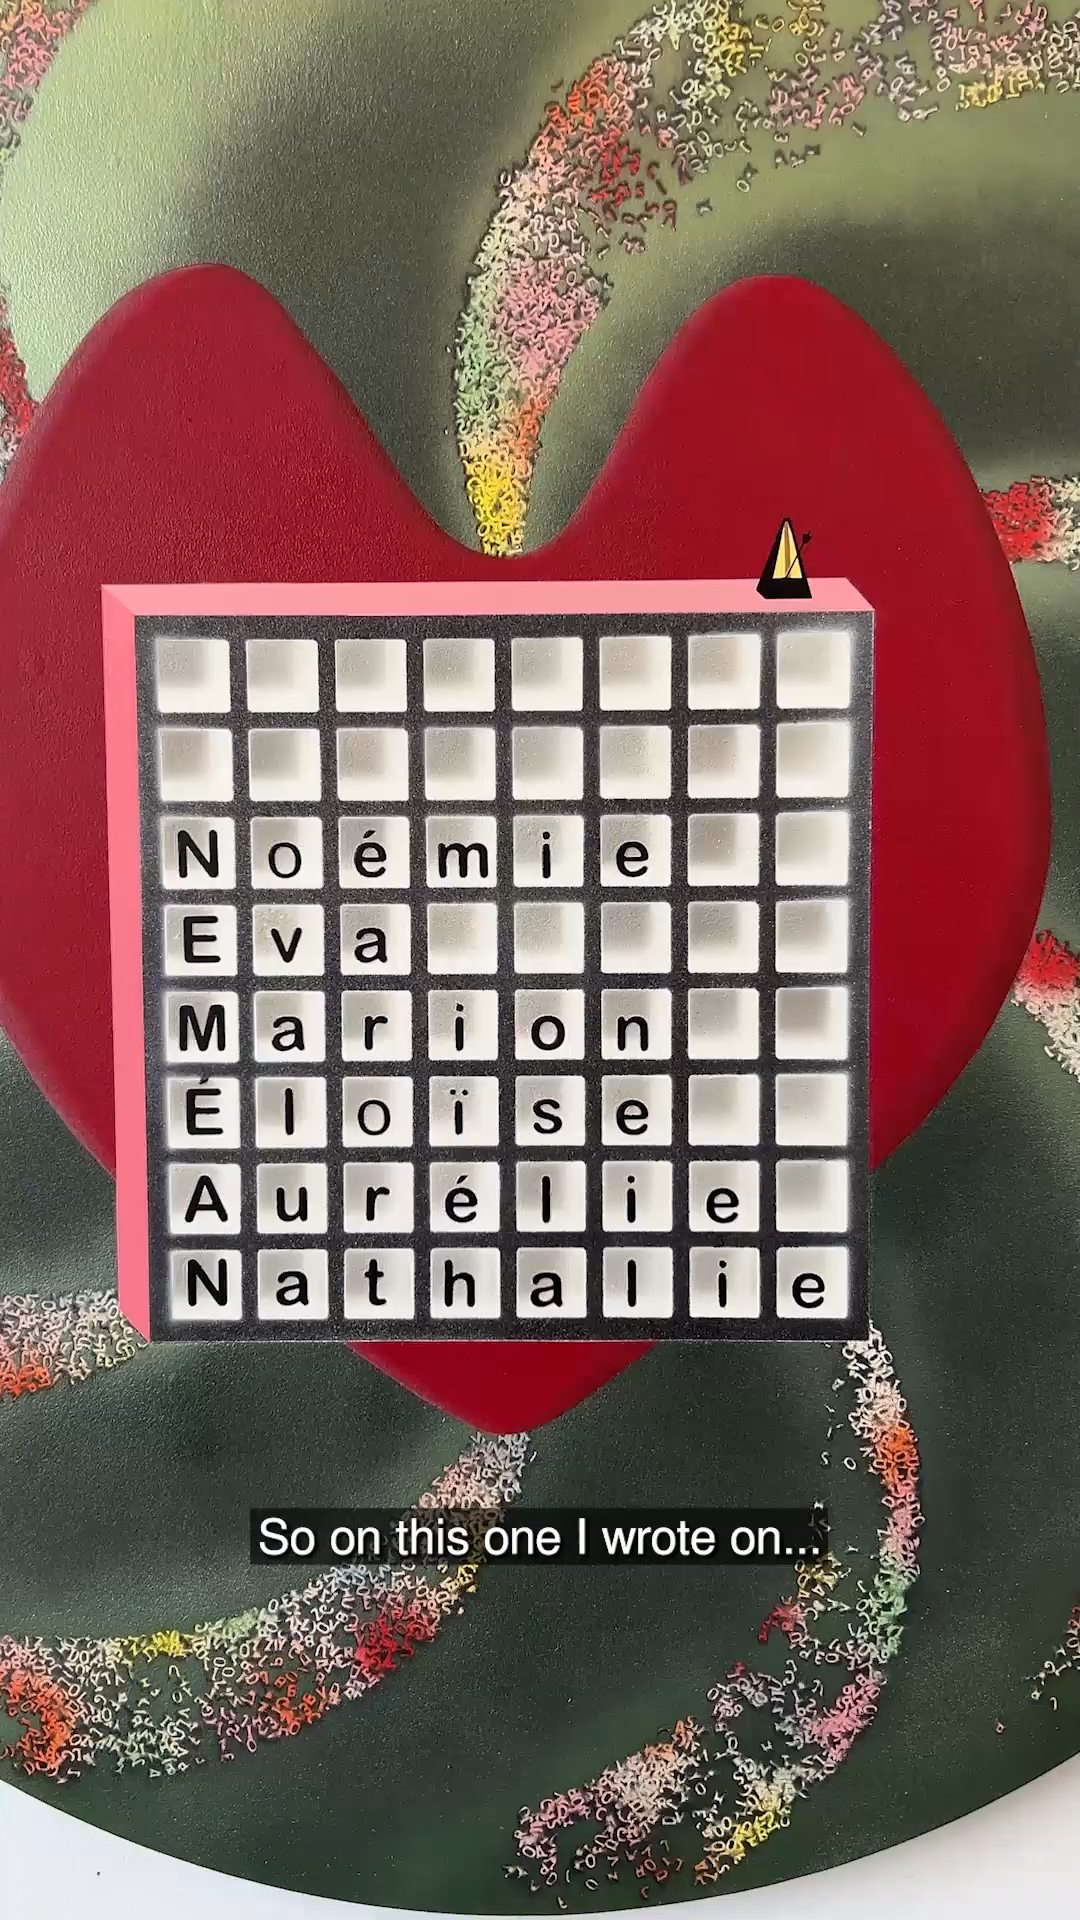 Noémie
Eva
Marion
Éloïse
Aurélie
Nathalie
So on this one I wrote on...